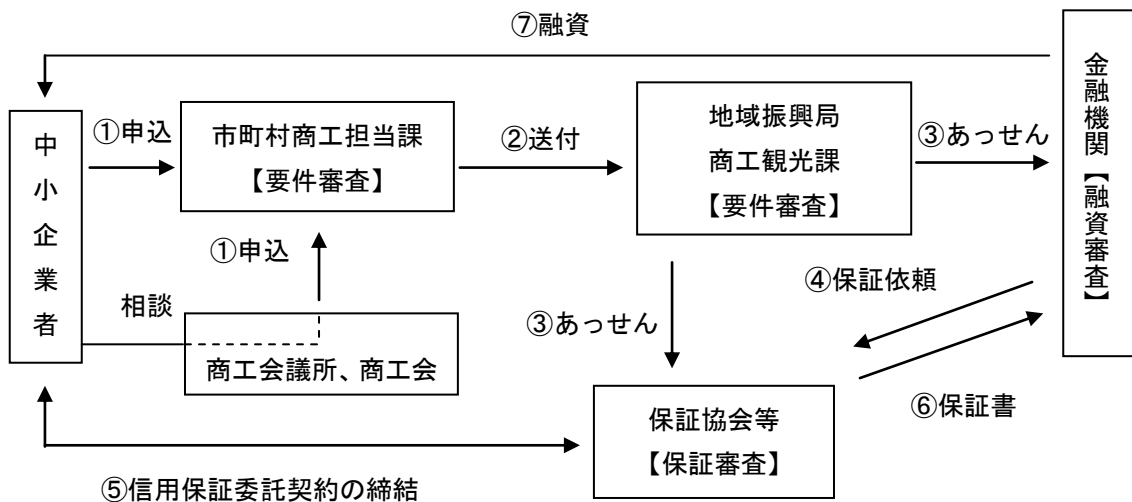 ⑦融資
金融機関【融資審査】
中小企業者
①申込
市町村商工担当課
【要件審査】
②送付
地域振興局
商工観光課
【要件審査】
③あっせん
①申込
相談
商工会議所、商工会
③あっせん
④保証依頼
⑥保証書
保証協会等
【保証審査】
⑤信用保証委託契約の締結